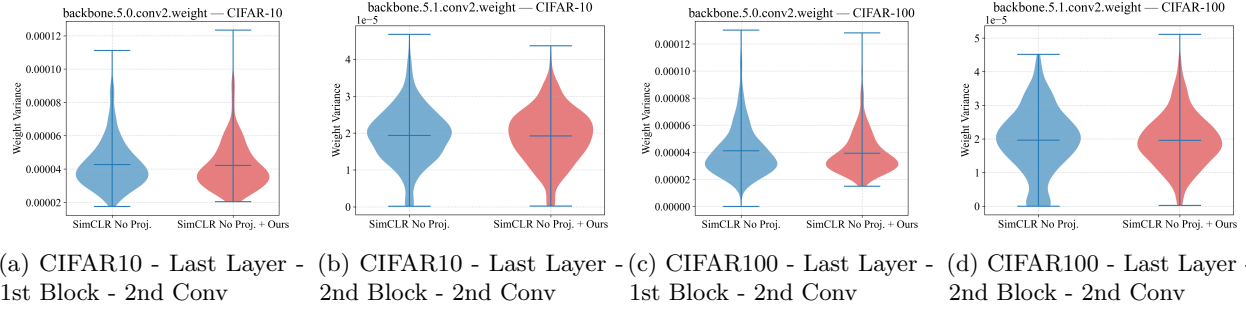 backbone.5.0.conv2.weight — CIFAR-10
0.00012
0.00010
0.00008
0.00006
0.00004
0.00002
Weight Variance
SimCLR No Proj.
SimCLR No Proj. + Ours
backbone.5.1.conv2.weight — CIFAR-10
1e−5
4
3
2
1
0
Weight Variance
SimCLR No Proj.
SimCLR No Proj. + Ours
backbone.5.0.conv2.weight — CIFAR-100
0.00012
0.00010
0.00008
0.00006
0.00004
0.00002
0.00000
Weight Variance
SimCLR No Proj.
SimCLR No Proj. + Ours
backbone.5.1.conv2.weight — CIFAR-100
1e−5
5
4
3
2
1
0
Weight Variance
SimCLR No Proj.
SimCLR No Proj. + Ours
(a) CIFAR10 - Last Layer -
1st Block - 2nd Conv
(b) CIFAR10 - Last Layer -
2nd Block - 2nd Conv
(c) CIFAR100 - Last Layer -
1st Block - 2nd Conv
(d) CIFAR100 - Last Layer -
2nd Block - 2nd Conv